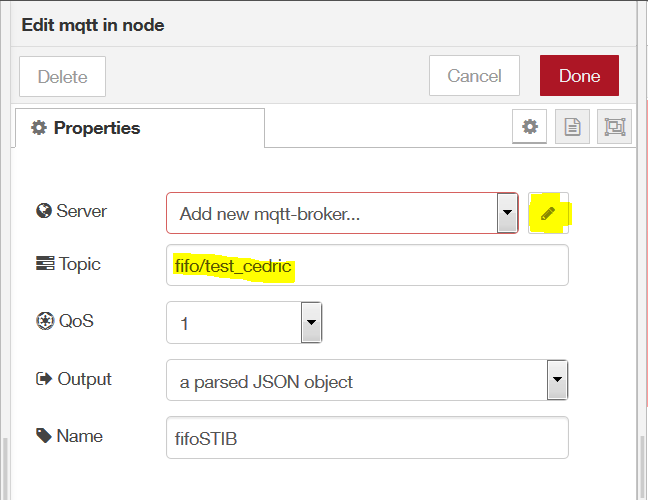 Edit mqtt in node
Delete
Cancel
Done
Properties
Server
Add new mqtt-broker...
Topic
fifo/test_cedric
QoS
1
Output
a parsed JSON object
Name
fifoSTIB